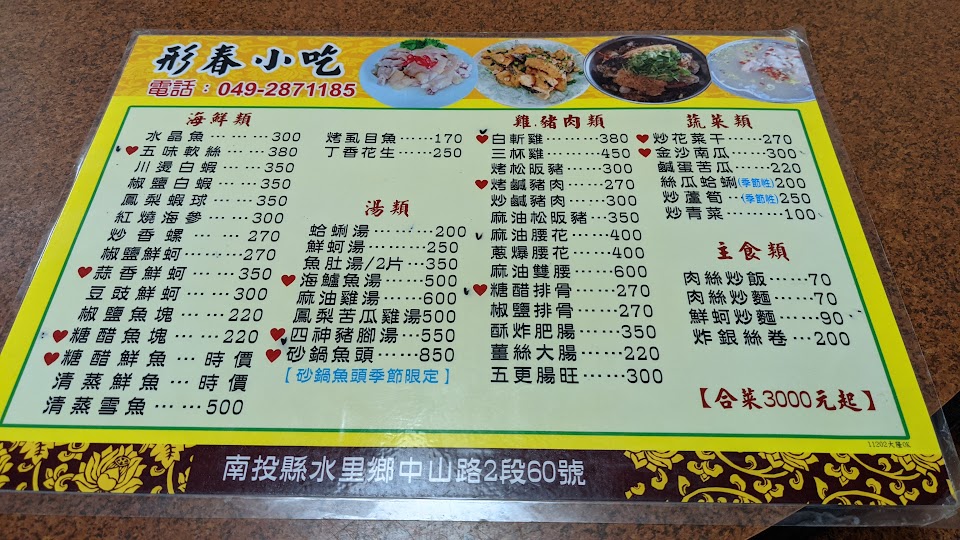 形春小吃
電話：049-2871185
海鮮類
水晶魚………300
五味軟絲……380
川燙白蝦……350
椒鹽白蝦……350
鳳梨蝦球……350
紅燒海參……300
炒香螺……270
椒鹽鮮蚵……270
蒜香鮮蚵……350
豆豉鮮蚵……300
椒鹽魚塊……220
糖醋魚塊……220
糖醋鮮魚…時價
清蒸鮮魚…時價
清蒸雪魚……500
烤虱目魚……170
丁香花生……250
湯類
蛤蜊湯……200
鮮蚵湯……250
魚肚湯/2片…350
海鱸魚湯……500
麻油雞湯……600
鳳梨苦瓜雞湯500
四神豬腳湯…550
砂鍋魚頭……850
【砂鍋魚頭季節限定】
雞.豬肉類
白斬雞………380
三杯雞………450
烤松阪豬……300
烤鹹豬肉……270
炒鹹豬肉……300
麻油松阪豬…350
麻油腰花……400
蔥爆腰花……400
麻油雙腰……600
糖醋排骨……270
椒鹽排骨……270
酥炸肥腸……350
薑絲大腸……220
五更腸旺……300
蔬菜類
炒花菜干……270
金沙南瓜……300
鹹蛋苦瓜……220
絲瓜蛤蜊(季節性)200
炒蘆筍…(季節性)250
炒青菜………100
主食類
肉絲炒飯……70
肉絲炒麵……70
鮮蚵炒麵……90
炸銀絲卷…200
【合菜3000元起】
南投縣水里鄉中山路2段60號